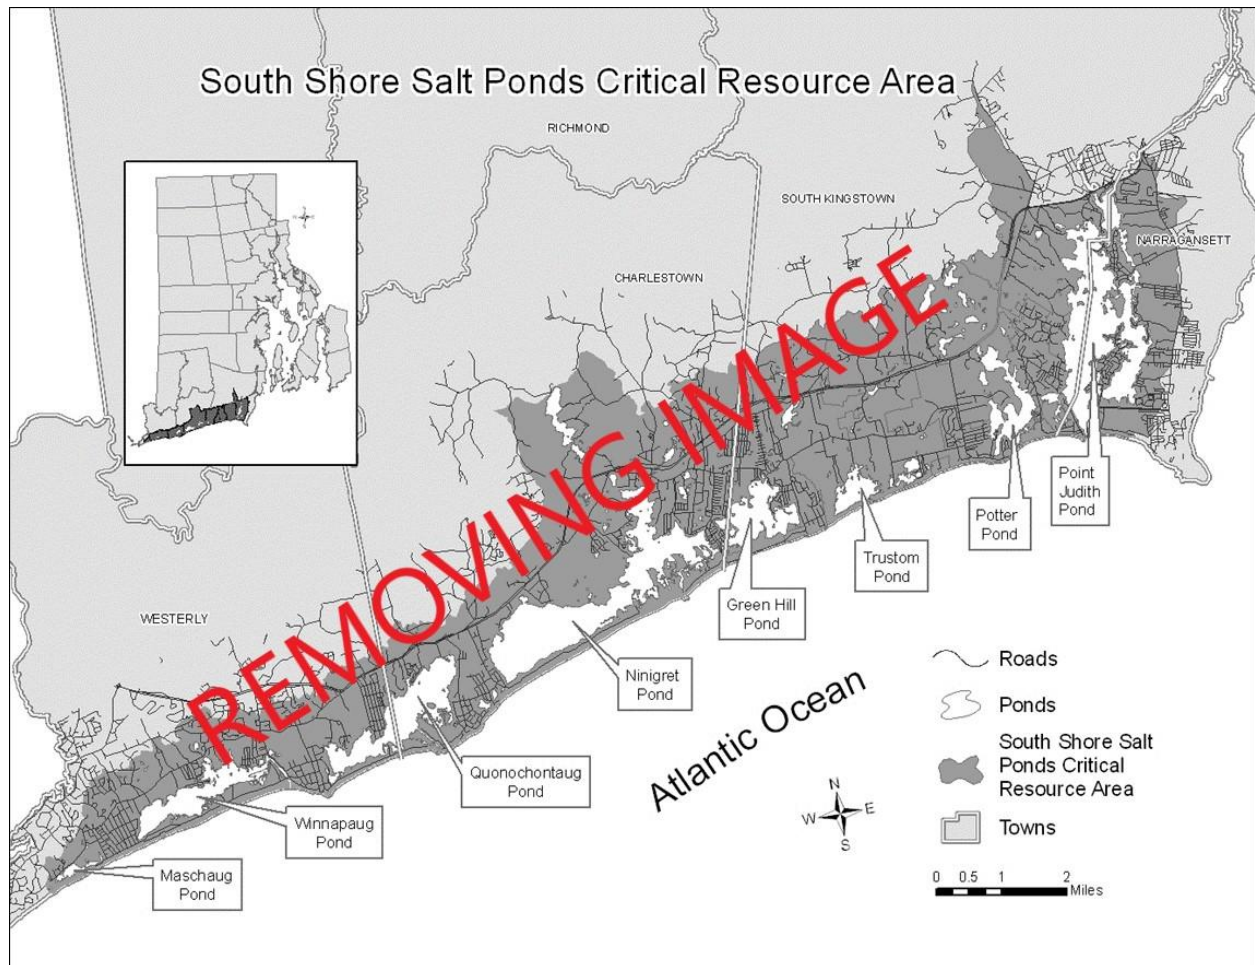 South Shore Salt Ponds Critical Resource Area
RICHMOND
SOUTH KINGSTOWN
NARRAGANSETT
CHARLESTOWN
REMOVING IMAGE
Point
Judith
Pond
Potter
Pond
Trustom
Pond
Green Hill
Pond
WESTERLY
Ninigret
Pond
Quonochontaug
Pond
Winnapaug
Pond
Maschaug
Pond
Atlantic Ocean
N
W
E
S
Roads
Ponds
South Shore Salt
Ponds Critical
Resource Area
Towns
0 0.5 1 2
Miles